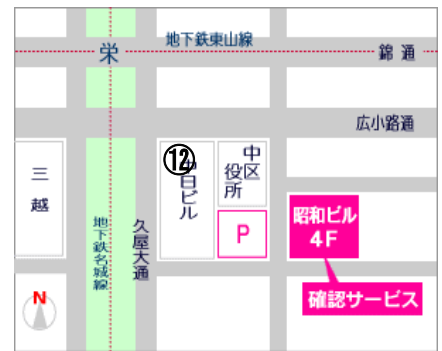 地下鉄東山線
栄
錦通
広小路通
三越
⑫
中日ビル
中区役所
P
昭和ビル
4F
地下鉄名城線
久屋大通
確認サービス
N